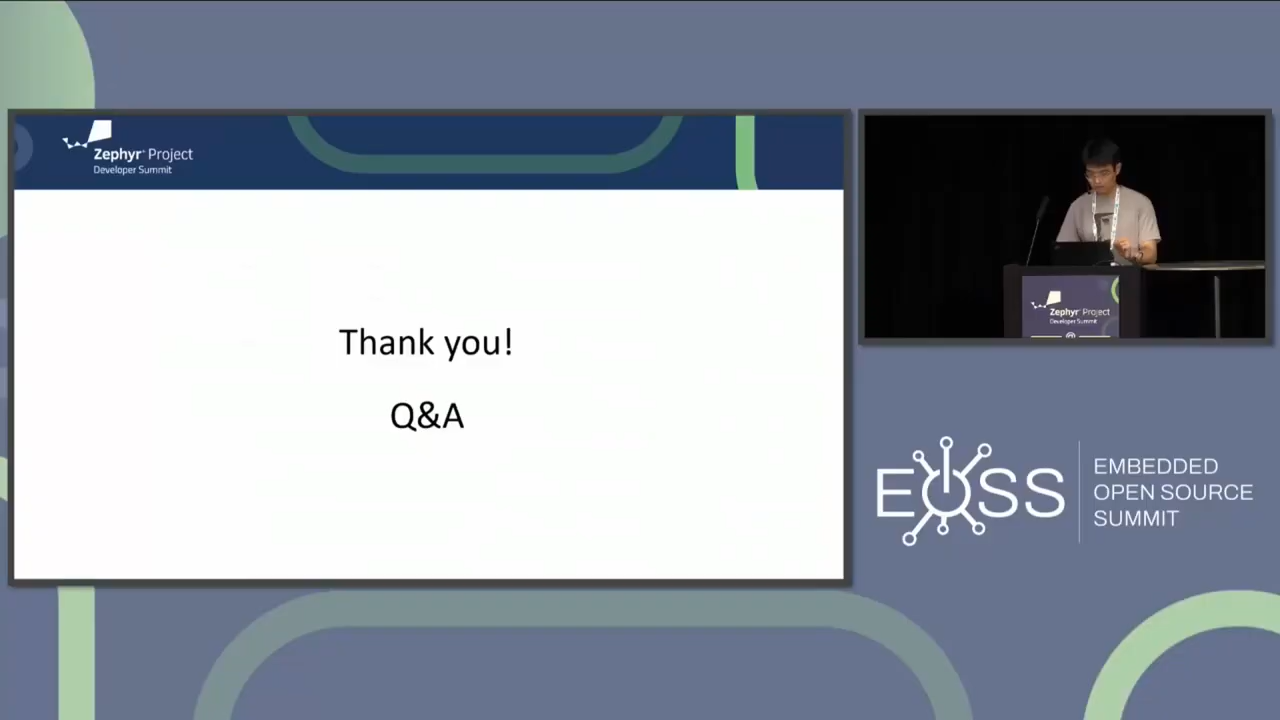 Zephyr® Project
Developer Summit
Thank you!
Q&A
Zephyr® Project
Developer Summit
EOSS
EMBEDDED
OPEN SOURCE
SUMMIT